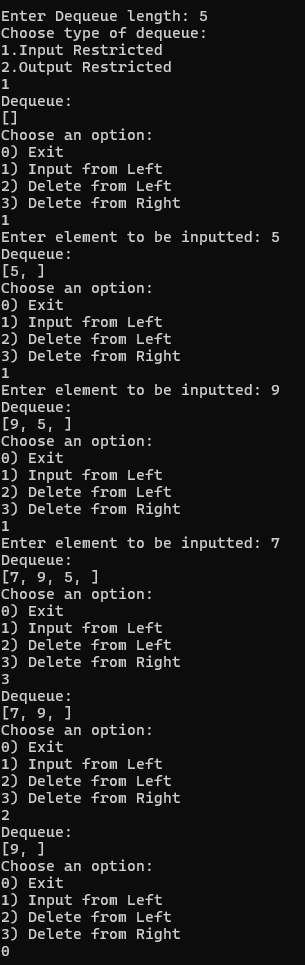 Enter Dequeue length: 5
Choose type of dequeue:
1.Input Restricted
2.Output Restricted
1
Dequeue:
[]
Choose an option:
0) Exit
1) Input from Left
2) Delete from Left
3) Delete from Right
1
Enter element to be inputted: 5
Dequeue:
[5, ]
Choose an option:
0) Exit
1) Input from Left
2) Delete from Left
3) Delete from Right
1
Enter element to be inputted: 9
Dequeue:
[9, 5, ]
Choose an option:
0) Exit
1) Input from Left
2) Delete from Left
3) Delete from Right
1
Enter element to be inputted: 7
Dequeue:
[7, 9, 5, ]
Choose an option:
0) Exit
1) Input from Left
2) Delete from Left
3) Delete from Right
3
Dequeue:
[7, 9, ]
Choose an option:
0) Exit
1) Input from Left
2) Delete from Left
3) Delete from Right
2
Dequeue:
[9, ]
Choose an option:
0) Exit
1) Input from Left
2) Delete from Left
3) Delete from Right
0